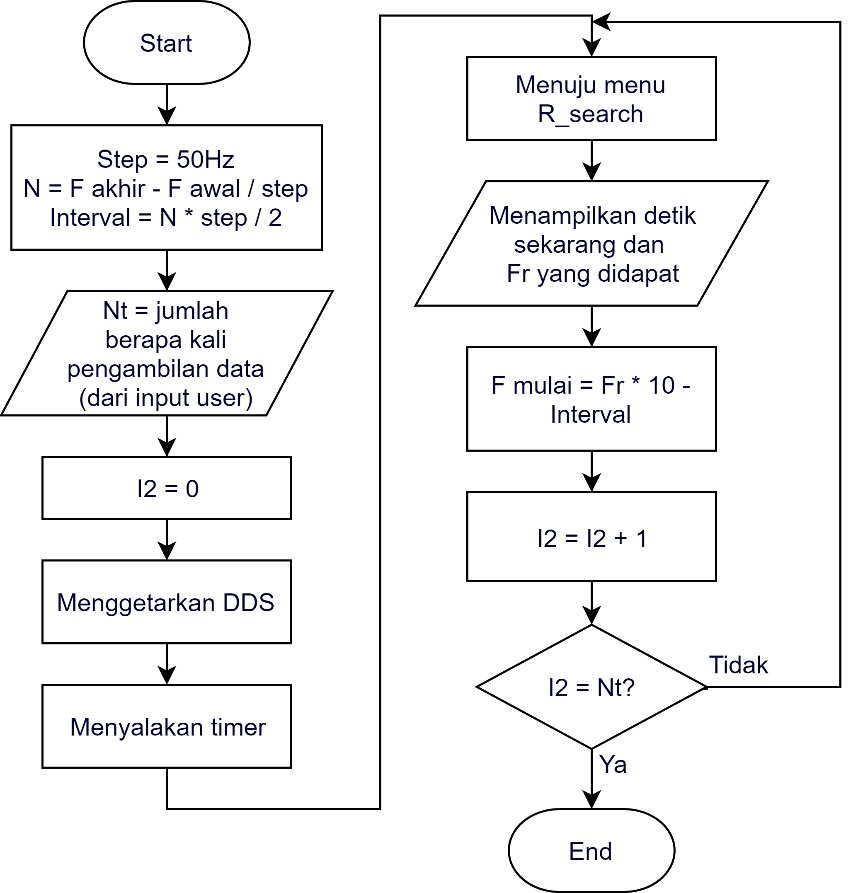 Start
Step = 50Hz
N = F akhir - F awal / step
Interval = N * step / 2
Nt = jumlah
berapa kali
pengambilan data
(dari input user)
I2 = 0
Menggetarkan DDS
Menyalakan timer
Menuju menu
R_search
Menampilkan detik
sekarang dan
Fr yang didapat
F mulai = Fr * 10 -
Interval
I2 = I2 + 1
I2 = Nt?
Tidak
Ya
End